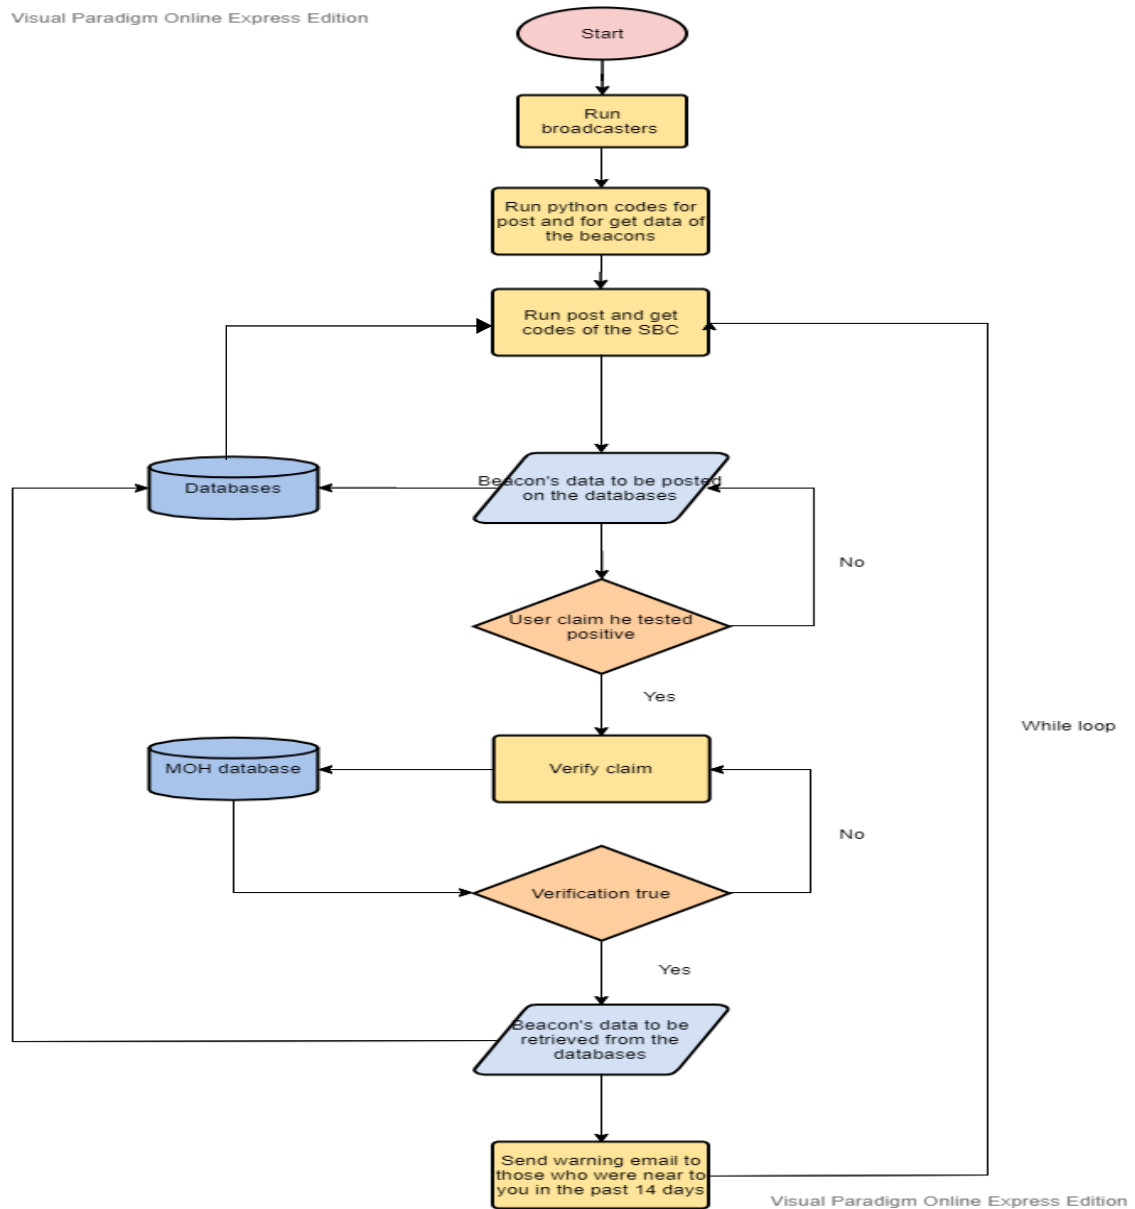 Visual Paradigm Online Express Edition
Start
Run
broadcasters
Run python codes for
post and for get data of
the beacons
Run post and get
codes of the SBC
Databases
Beacon's data to be posted
on the databases
No
User claim he tested
positive
Yes
While loop
MOH database
Verify claim
No
Verification true
Yes
Beacon's data to be
retrieved from the
databases
Send warning email to
those who were near to
you in the past 14 days
Visual Paradigm Online Express Edition